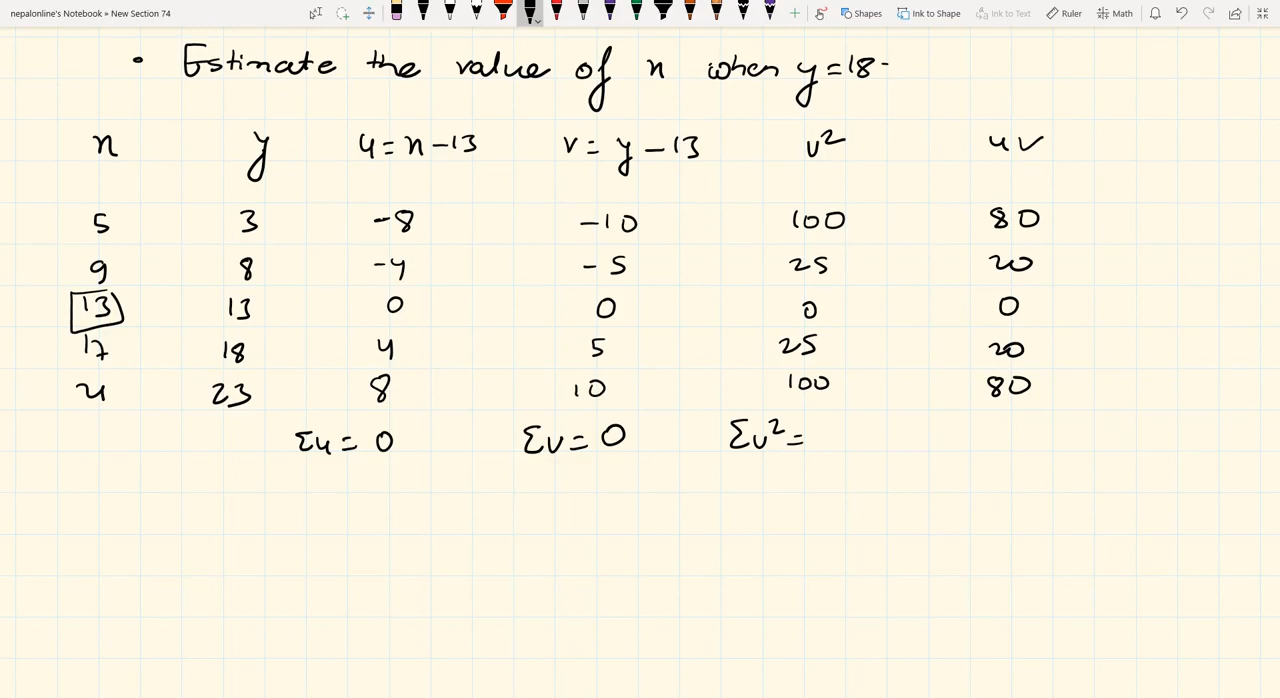 nepalonline's Notebook » New Section 74
Shapes Ink to Shape Ink to Text Ruler Math
• Estimate the value of x when y=18-
x y u=x-13 v=y-13 v² uv
5 3 -8 -10 100 80
9 8 -4 -5 25 20
13 13 0 0 0 0
17 18 4 5 25 20
21 23 8 10 100 80
Σu=0 Σv=0 Σv²=